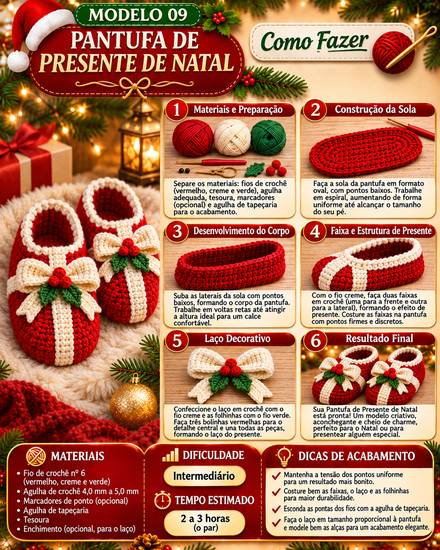 MODELO 09
PANTUFA DE
PRESENTE DE NATAL
Como Fazer
1 Materiais e Preparação
Separe os materiais: fios de crochê
(vermelho, creme e verde), agulha
adequada, tesoura, marcadores
(opcional) e agulha de tapeçaria
para o acabamento.
2 Construção da Sola
Faça a sola da pantufa em formato
oval, com pontos baixos. Trabalhe
em espiral, aumentando de forma
uniforme até alcançar o tamanho
do seu pé.
3 Desenvolvimento do Corpo
Suba as laterais da sola com pontos
baixos, formando o corpo da pantufa.
Trabalhe em voltas retas até atingir
a altura ideal para um calce
confortável.
4 Faixa e Estrutura de Presente
Com o fio creme, faça duas faixas
em crochê (uma para a frente e outra
para a lateral), formando o efeito de
presente. Costure as faixas na pantufa
com pontos firmes e discretos.
5 Laço Decorativo
Confeccione o laço em crochê com o
fio creme e as folhinhas com o fio verde.
Faça três bolinhas vermelhas para o
detalhe central e una todas as peças,
formando o laço do presente.
6 Resultado Final
Sua Pantufa de Presente de Natal
está pronta! Um modelo criativo,
aconchegante e cheio de charme,
perfeito para o Natal ou para
presentear alguém especial.
MATERIAIS
• Fio de crochê nº 6
(vermelho, creme e verde)
• Agulha de crochê 4,0 mm a 5,0 mm
• Marcadores de ponto (opcional)
• Agulha de tapeçaria
• Tesoura
• Enchimento (opcional, para o laço)
DIFICULDADE
Intermediário
TEMPO ESTIMADO
2 a 3 horas
(o par)
DICAS DE ACABAMENTO
✓ Mantenha a tensão dos pontos uniforme
para um resultado mais bonito.
✓ Costure bem as faixas, o laço e as folhinhas
para maior durabilidade.
✓ Esconda as pontas dos fios com a agulha de tapeçaria.
✓ Faça o laço em tamanho proporcional à pantufa
e modele bem as alças para um acabamento elegante.